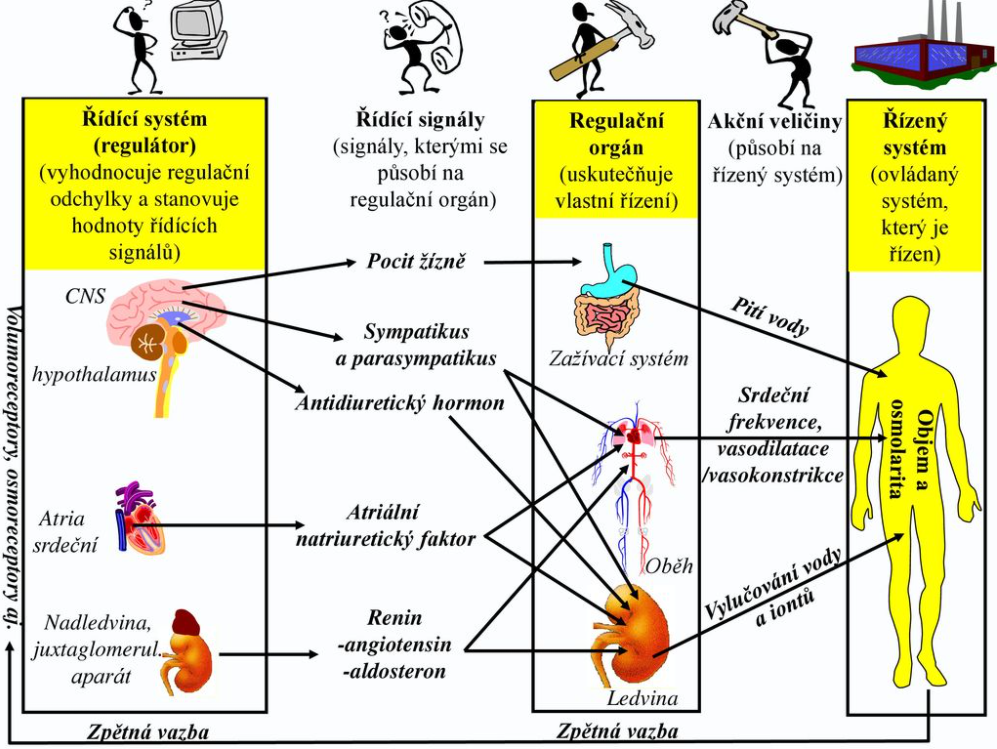 ?
?
Řídící systém
(regulátor)
(vyhodnocuje regulační
odchylky a stanovuje
hodnoty řídících
signálů)
Řídící signály
(signály, kterými se
působí na
regulační orgán)
Regulační
orgán
(uskutečňuje
vlastní řízení)
Akční veličiny
(působí na
řízený systém)
Řízený
systém
(ovládaný
systém,
který je
řízen)
CNS
hypothalamus
Atria
srdeční
Nadledvina,
juxtaglomerul.
aparát
Pocit žízně
Sympatikus
a parasympatikus
Antidiuretický hormon
Atriální
natriuretický faktor
Renin
-angiotensin
-aldosteron
Zažívací systém
Oběh
Ledvina
Pití vody
Srdeční
frekvence,
vasodilatace
/vasokonstrikce
Vylučování vody
a iontů
Objem a
osmolarita
Volumoreceptory, osmoreceptory aj.
Zpětná vazba
Zpětná vazba